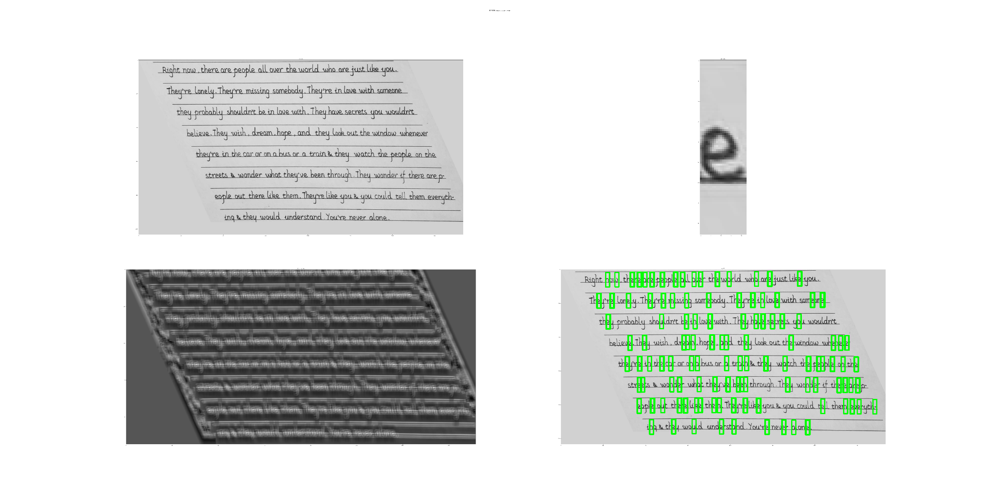 Right now, there are people all over the world who are just like you.
They're lonely. They're missing somebody. They're in love with someone
they probably shouldn't be in love with. They have secrets you wouldn't
believe. They wish, dream, hope, and they look out the window whenever
they're in the car or on a bus or a train & they watch the people on the
streets & wonder what they've been through. They wonder if there are p-
eople out there like them. They're like you & you could tell them everyth-
ing & they would understand. You're never alone.
e
Right now, there are people all over the world who are just like you.
They're lonely. They're missing somebody. They're in love with someone
they probably shouldn't be in love with. They have secrets you wouldn't
believe. They wish, dream, hope, and they look out the window whenever
they're in the car or on a bus or a train & they watch the people on the
streets & wonder what they've been through. They wonder if there are p-
eople out there like them. They're like you & you could tell them everyth-
ing & they would understand. You're never alone.